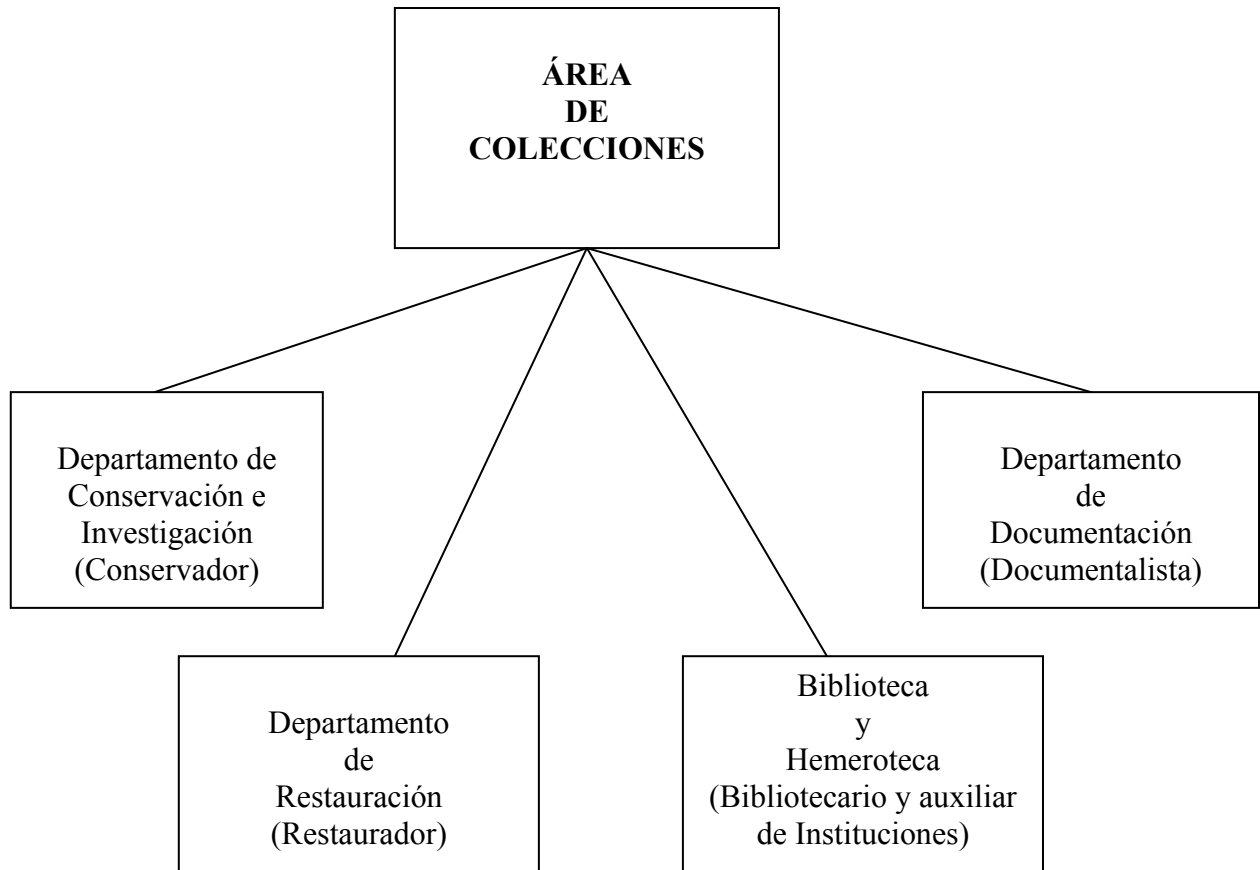 ÁREA
DE
COLECCIONES
Departamento de
Conservación e
Investigación
(Conservador)
Departamento
de
Documentación
(Documentalista)
Departamento
de
Restauración
(Restaurador)
Biblioteca
y
Hemeroteca
(Bibliotecario y auxiliar
de Instituciones)